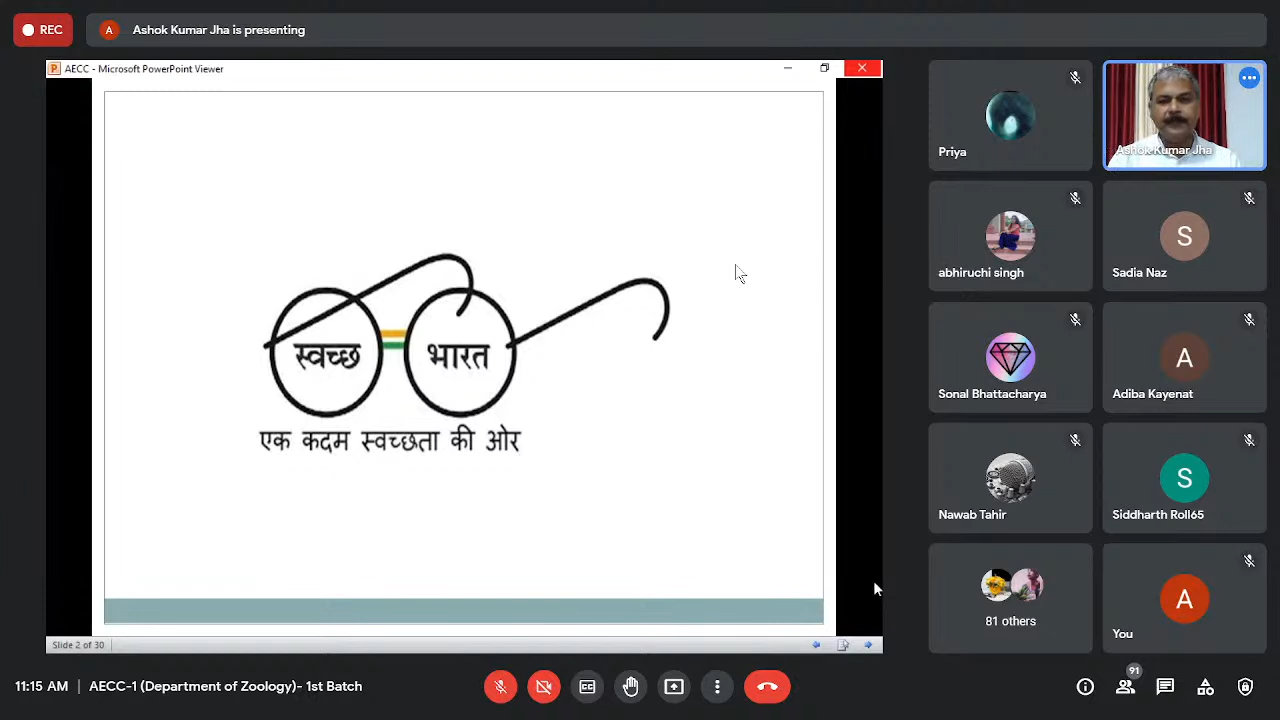 REC
A
Ashok Kumar Jha is presenting
P
AECC - Microsoft PowerPoint Viewer
स्वच्छ
भारत
एक कदम स्वच्छता की ओर
Slide 2 of 30
Priya
Ashok Kumar Jha
abhiruchi singh
S
Sadia Naz
Sonal Bhattacharya
A
Adiba Kayenat
Nawab Tahir
S
Siddharth Roll65
81 others
A
You
11:15 AM
AECC-1 (Department of Zoology)- 1st Batch
91